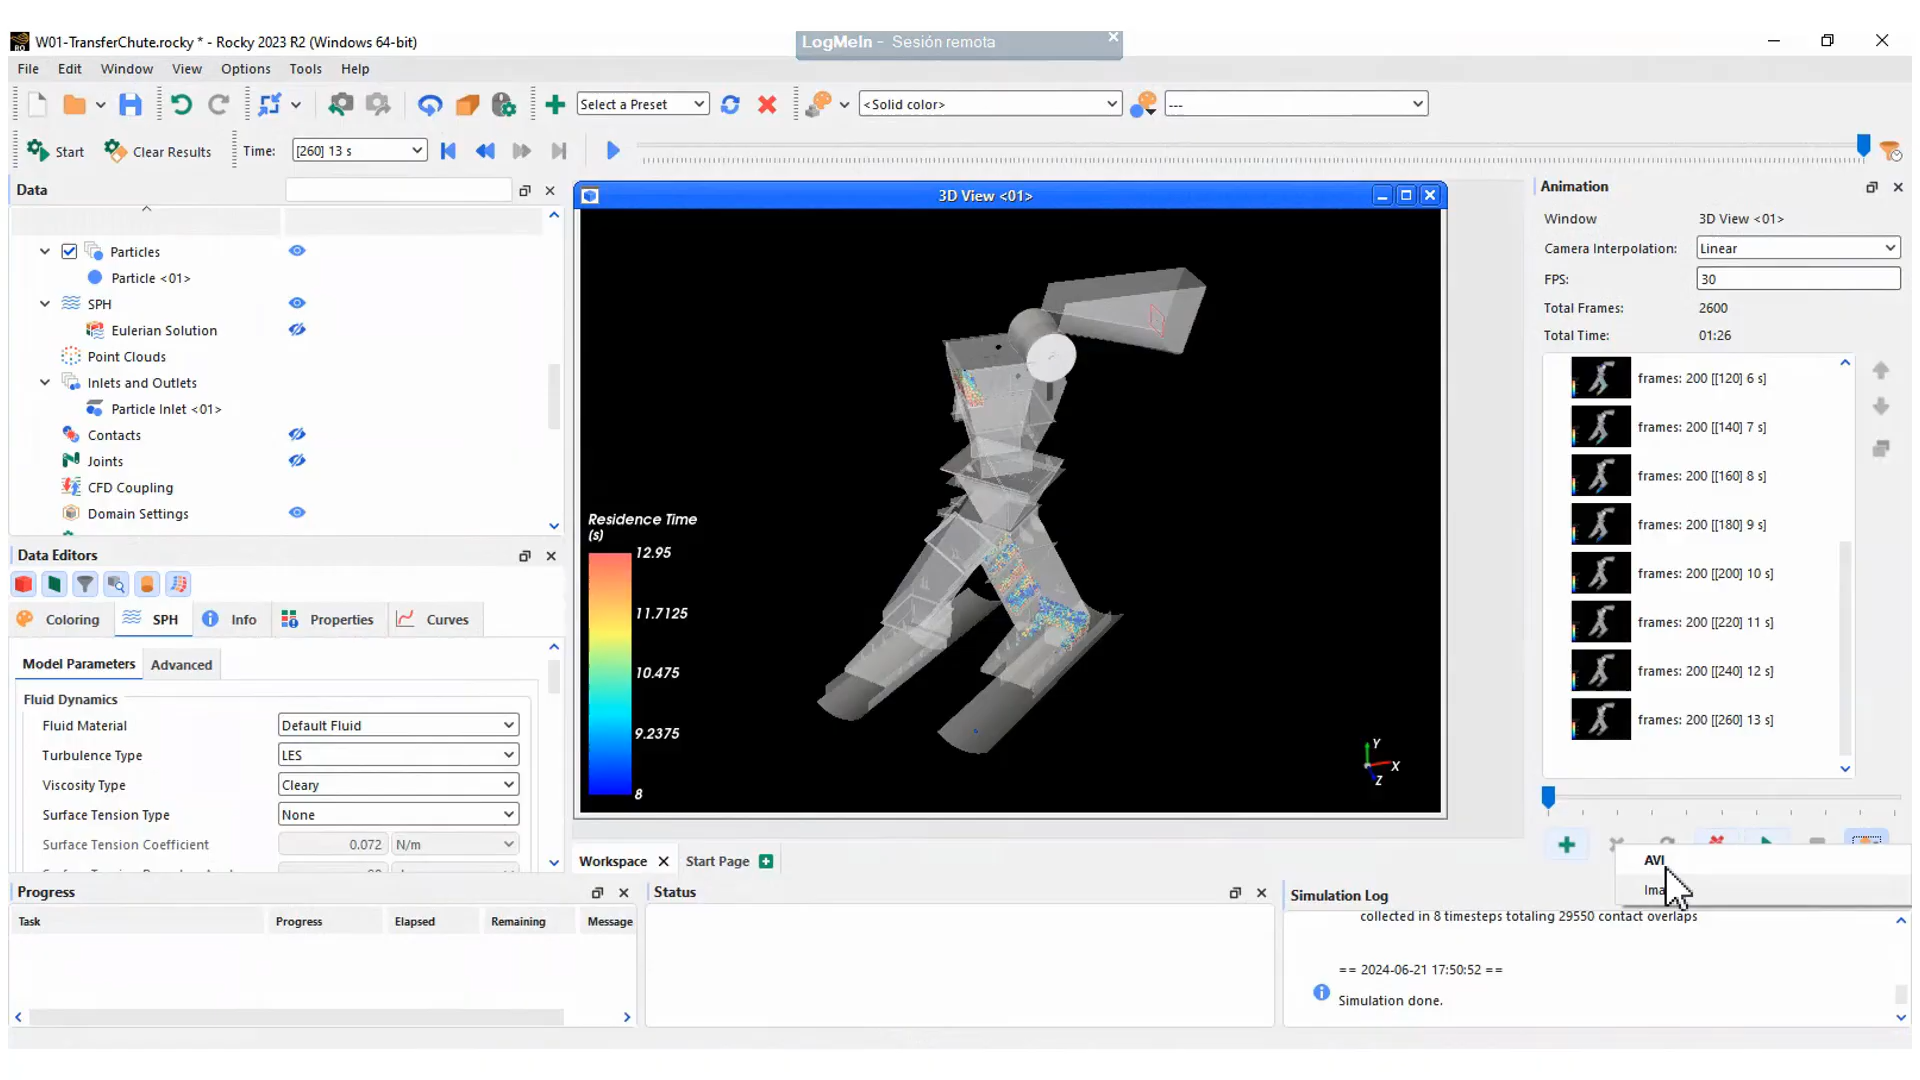 W01-TransferChute.rocky * - Rocky 2023 R2 (Windows 64-bit)
LogMeIn - Sesión remota
File Edit Window View Options Tools Help
Select a Preset
<Solid color>
---
Start
Clear Results
Time:
[260] 13 s
Data
3D View <01>
Animation
Particles
Particle <01>
SPH
Eulerian Solution
Point Clouds
Inlets and Outlets
Particle Inlet <01>
Contacts
Joints
CFD Coupling
Domain Settings
Data Editors
Coloring SPH Info Properties Curves
Model Parameters Advanced
Fluid Dynamics
Fluid Material Default Fluid
Turbulence Type LES
Viscosity Type Cleary
Surface Tension Type None
Surface Tension Coefficient 0.072 N/m
Residence Time
(s)
12.95
11.7125
10.475
9.2375
8
Y
X
Z
Window 3D View <01>
Camera Interpolation: Linear
FPS: 30
Total Frames: 2600
Total Time: 01:26
frames: 200 [[120] 6 s]
frames: 200 [[140] 7 s]
frames: 200 [[160] 8 s]
frames: 200 [[180] 9 s]
frames: 200 [[200] 10 s]
frames: 200 [[220] 11 s]
frames: 200 [[240] 12 s]
frames: 200 [[260] 13 s]
AVI
Workspace Start Page
Progress
Task Progress Elapsed Remaining Message
Status
Simulation Log
collected in 8 timesteps totaling 29550 contact overlaps
== 2024-06-21 17:50:52 ==
Simulation done.